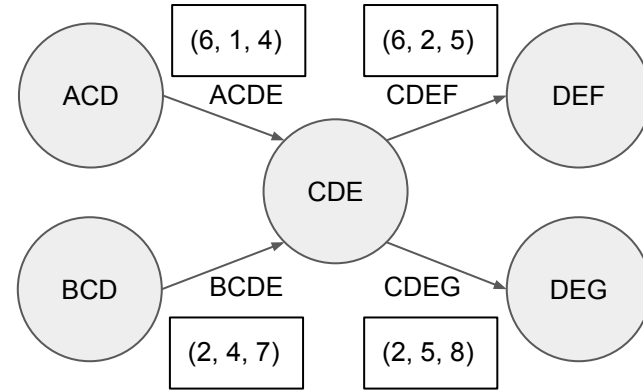 (6, 1, 4)
(6, 2, 5)
ACD
ACDE
CDEF
DEF
CDE
BCD
BCDE
CDEG
DEG
(2, 4, 7)
(2, 5, 8)